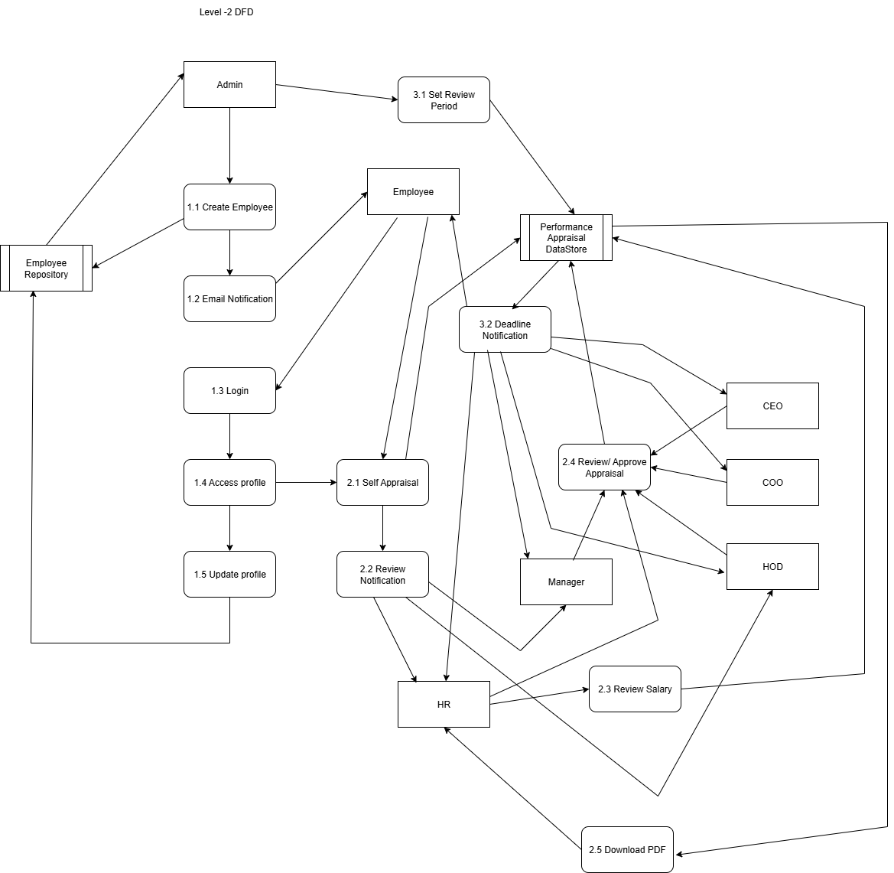 Level -2 DFD
Admin
3.1 Set Review
Period
Employee
1.1 Create Employee
Performance
Appraisal
DataStore
Employee
Repository
1.2 Email Notification
3.2 Deadline
Notification
1.3 Login
CEO
2.4 Review/ Approve
Appraisal
1.4 Access profile
2.1 Self Appraisal
COO
1.5 Update profile
2.2 Review
Notification
Manager
HOD
HR
2.3 Review Salary
2.5 Download PDF